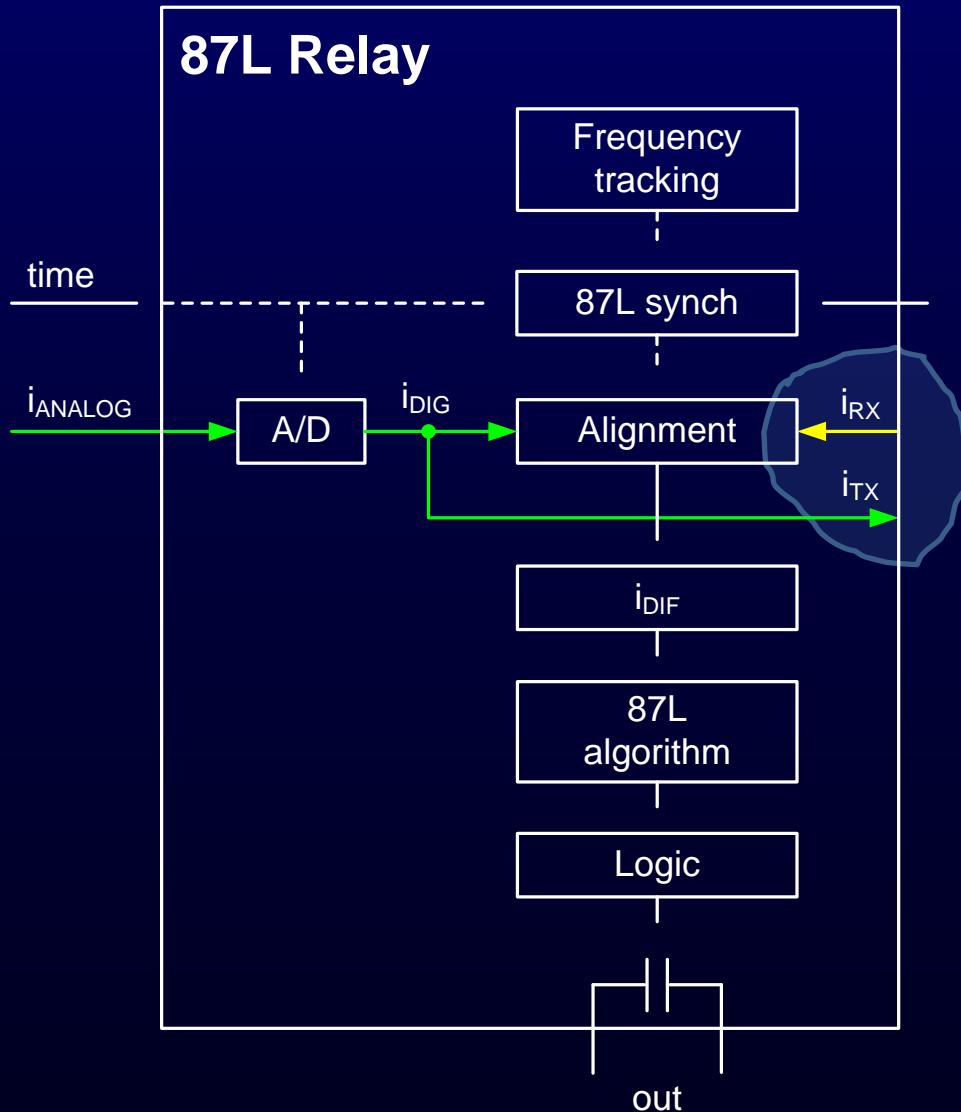 87L Relay
Frequency
tracking
time
87L synch
iANALOG
A/D
iDIG
Alignment
iRX
iTX
iDIF
87L
algorithm
Logic
out